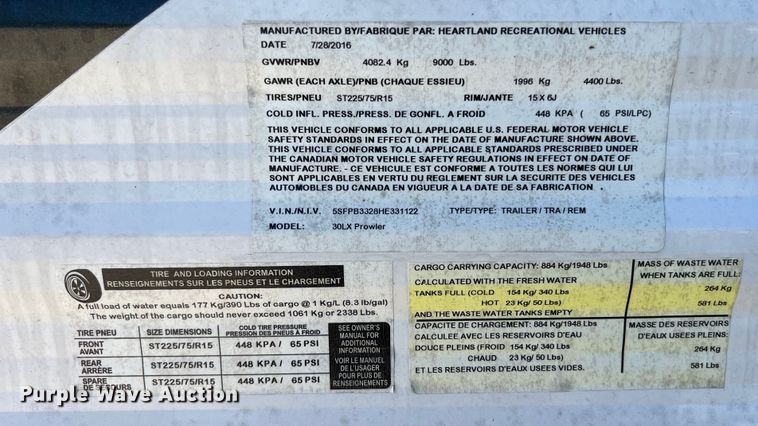 MANUFACTURED BY/FABRIQUE PAR: HEARTLAND RECREATIONAL VEHICLES
DATE 7/28/2016
GVWR/PNBV 4082.4 Kg 9000 Lbs.
GAWR (EACH AXLE)/PNB (CHAQUE ESSIEU) 1996 Kg 4400 Lbs.
TIRES/PNEU ST225/75/R15 RIM/JANTE 15 X 6J
COLD INFL. PRESS./PRESS. DE GONFL. A FROID 448 KPA ( 65 PSI/LPC)
THIS VEHICLE CONFORMS TO ALL APPLICABLE U.S. FEDERAL MOTOR VEHICLE
SAFETY STANDARDS IN EFFECT ON THE DATE OF MANUFACTURE SHOWN ABOVE.
THIS VEHICLE CONFORMS TO ALL APPLICABLE STANDARDS PRESCRIBED UNDER
THE CANADIAN MOTOR VEHICLE SAFETY REGULATIONS IN EFFECT ON DATE OF
MANUFACTURE. - CE VEHICULE EST CONFORME A TOUTES LES NORMES QUI LUI
SONT APPLICABLES EN VERTU DU REGLEMENT SUR LA SECURITE DES VEHICLES
AUTOMOBILES DU CANADA EN VIGUEUR A LA DATE DE SA FABRICATION.
V.I.N./N.I.V. 5SFPB3328HE331122 TYPE/TYPE: TRAILER / TRA / REM
MODEL: 30LX Prowler
TIRE AND LOADING INFORMATION
RENSEIGNEMENTS SUR LES PNEUS ET LE CHARGEMENT
CAUTION:
A full load of water equals 177 Kg/390 Lbs of cargo @ 1 Kg/L (8.3 lb/gal)
The weight of the cargo should never exceed 1061 Kg or 2338 Lbs.
TIRE PNEU SIZE DIMENSIONS COLD TIRE PRESSURE
PRESSION DES PNEUS À FROID
FRONT
AVANT ST225/75/R15 448 KPA / 65 PSI
REAR
ARRÈRE ST225/75/R15 448 KPA / 65 PSI
SPARE
DE SECOURS ST225/75/R15 448 KPA / 65 PSI
SEE OWNER'S
MANUAL FOR
ADDITIONAL
INFORMATION
VOIR LE MANUEL
DE L'USAGER
POUR PLUS DE
RENSEIGNEMENTS
CARGO CARRYING CAPACITY: 884 Kg/1948 Lbs
CALCULATED WITH THE FRESH WATER
TANKS FULL (COLD 154 Kg/ 340 Lbs
HOT 23 Kg/ 50 Lbs)
AND THE WASTE WATER TANKS EMPTY
MASS OF WASTE WATER
WHEN TANKS ARE FULL:
264 Kg
581 Lbs
CAPACITE DE CHARGEMENT: 884 Kg/1948 Lbs
CALCULEE AVEC LES RESERVOIRS D'EAU
DOUCE PLEINS (FROID 154 Kg/ 340 Lbs
CHAUD 23 Kg/ 50 Lbs)
ET LES RESERVOIRS D'EAUX USEES VIDES.
MASSE DES RESERVOIRS
D'EAUX USEES PLEINS:
264 Kg
581 Lbs
Purple Wave Auction